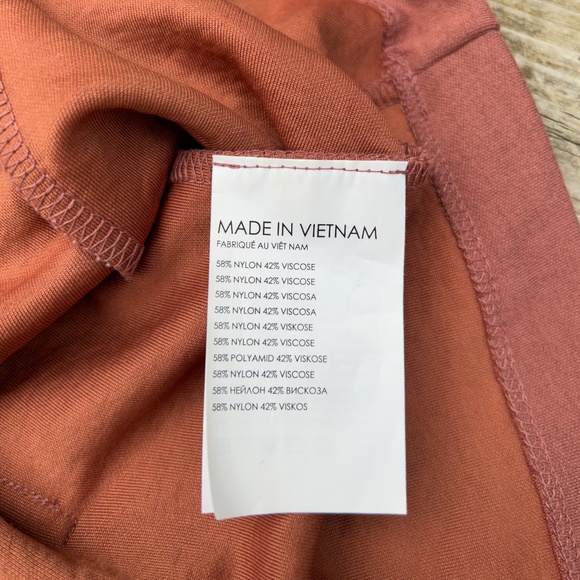 MADE IN VIETNAM
FABRIQUÉ AU VIÊT NAM
58% NYLON 42% VISCOSE
58% NYLON 42% VISCOSE
58% NYLON 42% VISCOSA
58% NYLON 42% VISCOSA
58% NYLON 42% VISKOSE
58% NYLON 42% VISCOSE
58% POLYAMID 42% VISKOSE
58% NYLON 42% VISCOSE
58% НЕЙЛОН 42% ВИСКОЗА
58% NYLON 42% VISKOS